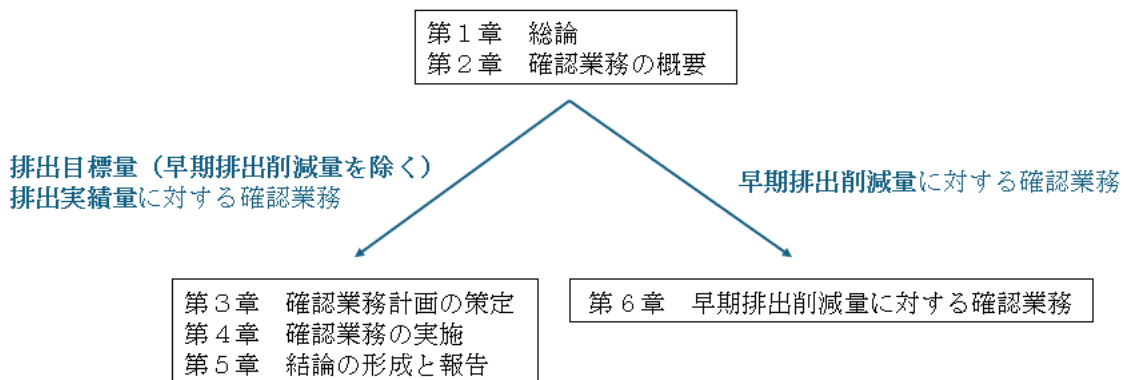 第１章　総論
第２章　確認業務の概要
排出目標量（早期排出削減量を除く）
排出実績量に対する確認業務
早期排出削減量に対する確認業務
第３章　確認業務計画の策定
第４章　確認業務の実施
第５章　結論の形成と報告
第６章　早期排出削減量に対する確認業務